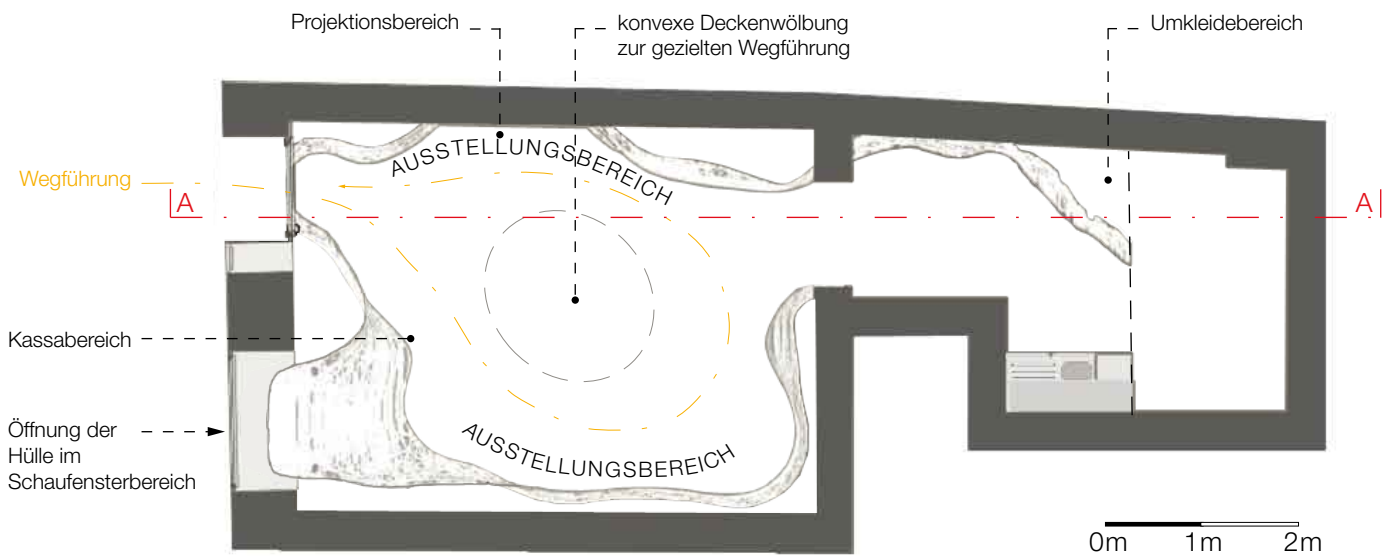 Projektionsbereich
konvexe Deckenwölbung
zur gezielten Wegführung
Umkleidebereich
AUSSTELLUNGSBEREICH
Wegführung
A
A
Kassabereich
Öffnung der
Hülle im
Schaufensterbereich
AUSSTELLUNGSBEREICH
0m 1m 2m